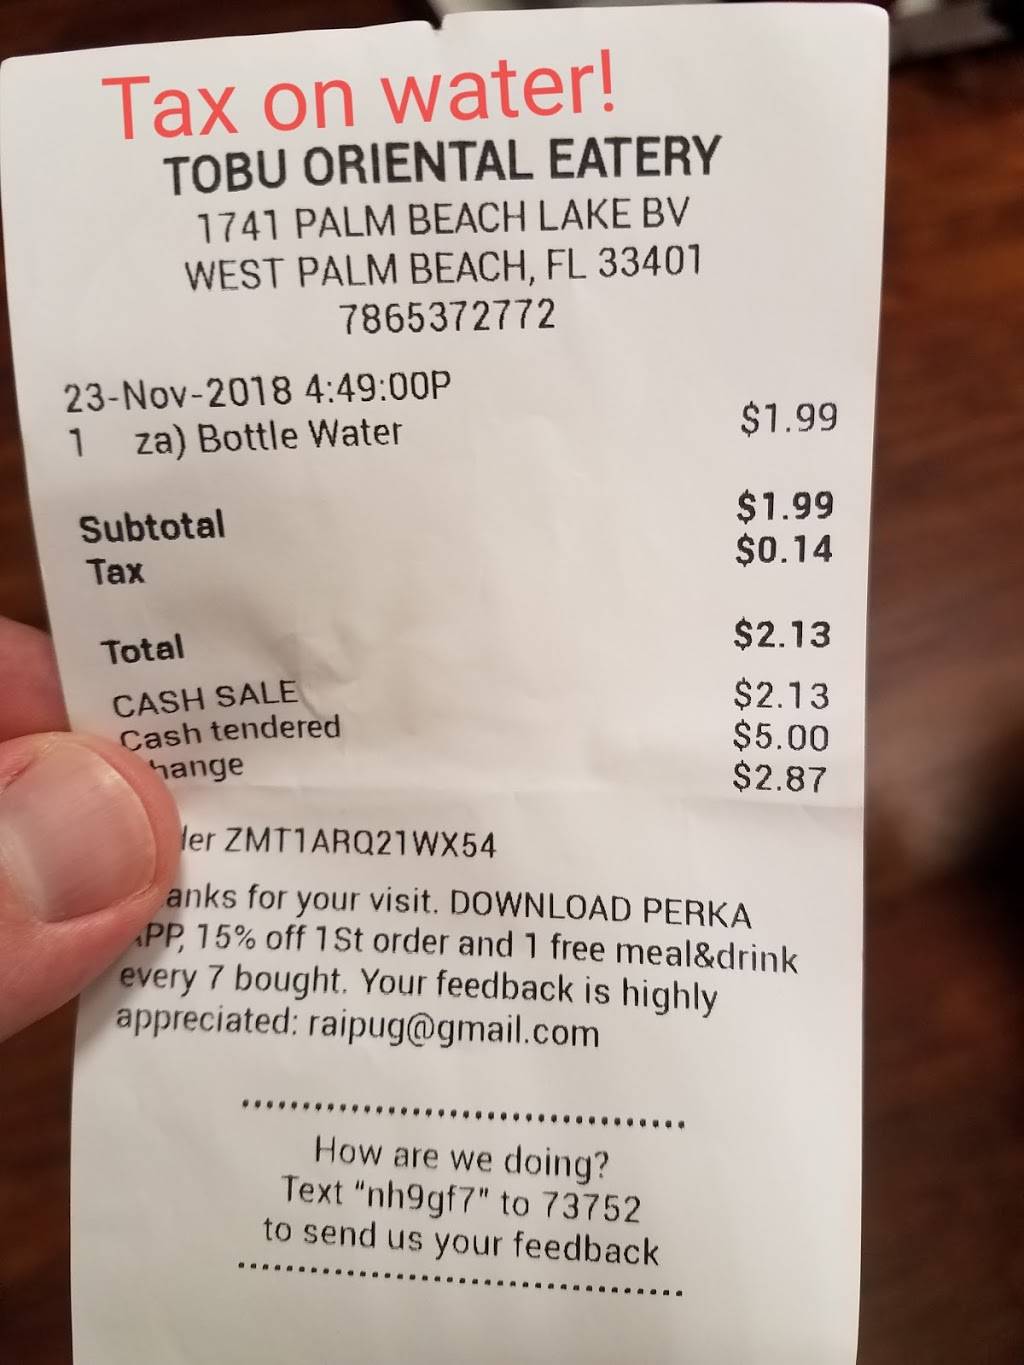 Tax on water!
TOBU ORIENTAL EATERY
1741 PALM BEACH LAKE BV
WEST PALM BEACH, FL 33401
7865372772
23-Nov-2018 4:49:00P
1 za) Bottle Water $1.99
Subtotal $1.99
Tax $0.14
Total $2.13
CASH SALE $2.13
Cash tendered $5.00
hange $2.87
der ZMT1ARQ21WX54
anks for your visit. DOWNLOAD PERKA
APP, 15% off 1St order and 1 free meal&drink
every 7 bought. Your feedback is highly
appreciated: raipug@gmail.com
How are we doing?
Text "nh9gf7" to 73752
to send us your feedback